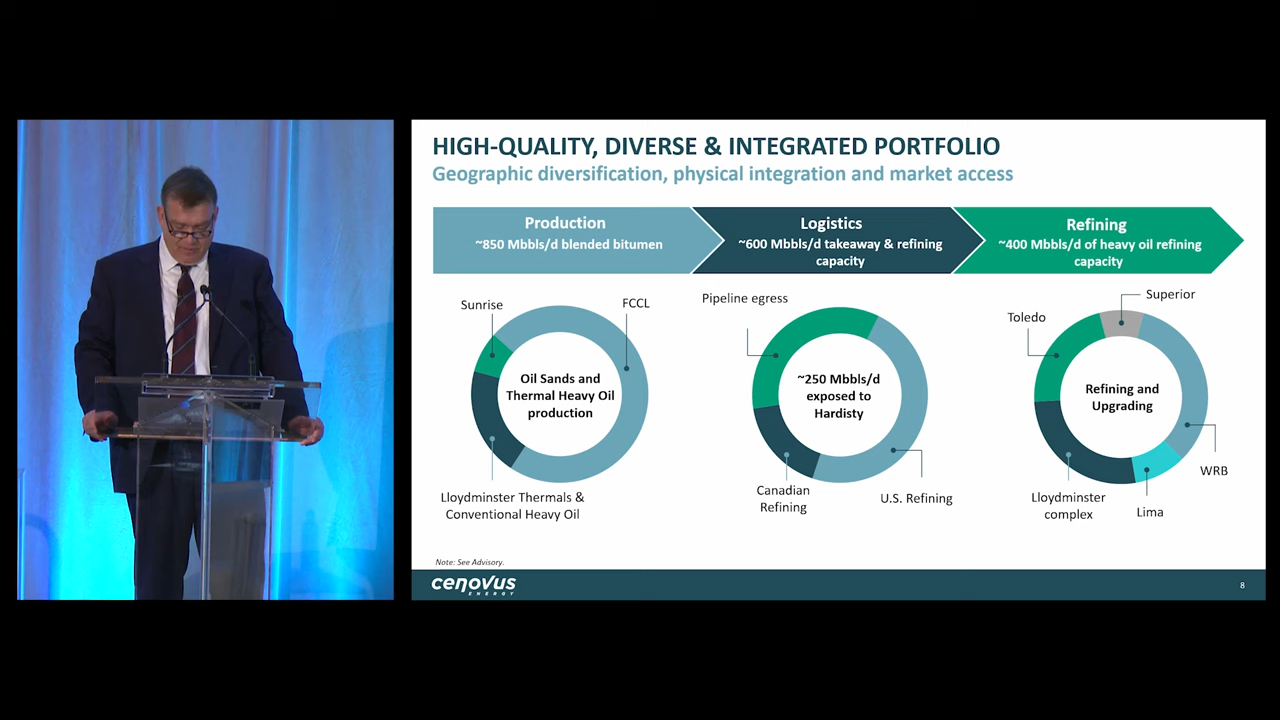 HIGH-QUALITY, DIVERSE & INTEGRATED PORTFOLIO
Geographic diversification, physical integration and market access
Production
~850 Mbbls/d blended bitumen
Logistics
~600 Mbbls/d takeaway & refining
capacity
Refining
~400 Mbbls/d of heavy oil refining
capacity
Sunrise
FCCL
Oil Sands and
Thermal Heavy Oil
production
Lloydminster Thermals &
Conventional Heavy Oil
Pipeline egress
~250 Mbbls/d
exposed to
Hardisty
Canadian
Refining
U.S. Refining
Superior
Toledo
Refining and
Upgrading
WRB
Lloydminster
complex
Lima
Note: See Advisory.
cenovus
ENERGY
8